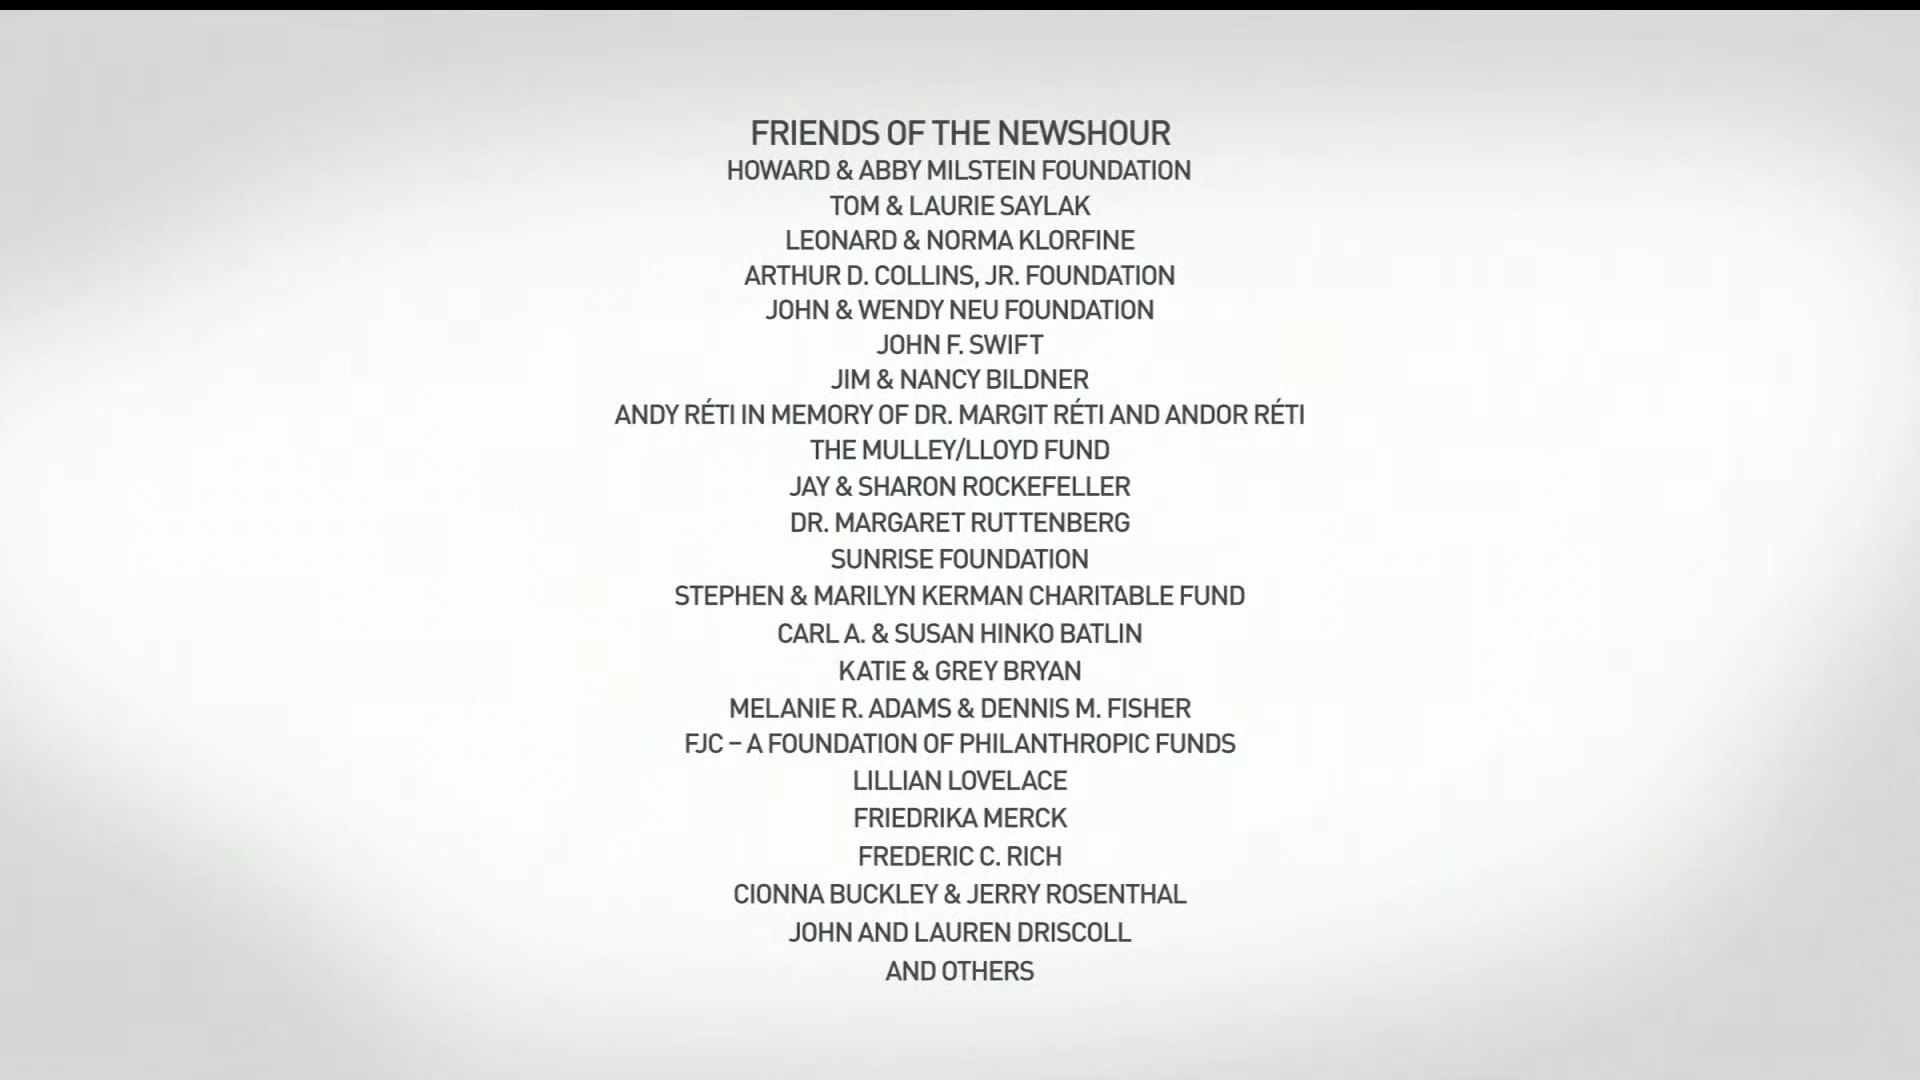 FRIENDS OF THE NEWSHOUR
HOWARD & ABBY MILSTEIN FOUNDATION
TOM & LAURIE SAYLAK
LEONARD & NORMA KLORFINE
ARTHUR D. COLLINS, JR. FOUNDATION
JOHN & WENDY NEU FOUNDATION
JOHN F. SWIFT
JIM & NANCY BILDNER
ANDY RÉTI IN MEMORY OF DR. MARGIT RÉTI AND ANDOR RÉTI
THE MULLEY/LLOYD FUND
JAY & SHARON ROCKEFELLER
DR. MARGARET RUTTENBERG
SUNRISE FOUNDATION
STEPHEN & MARILYN KERMAN CHARITABLE FUND
CARL A. & SUSAN HINKO BATLIN
KATIE & GREY BRYAN
MELANIE R. ADAMS & DENNIS M. FISHER
FJC – A FOUNDATION OF PHILANTHROPIC FUNDS
LILLIAN LOVELACE
FRIEDRIKA MERCK
FREDERIC C. RICH
CIONNA BUCKLEY & JERRY ROSENTHAL
JOHN AND LAUREN DRISCOLL
AND OTHERS